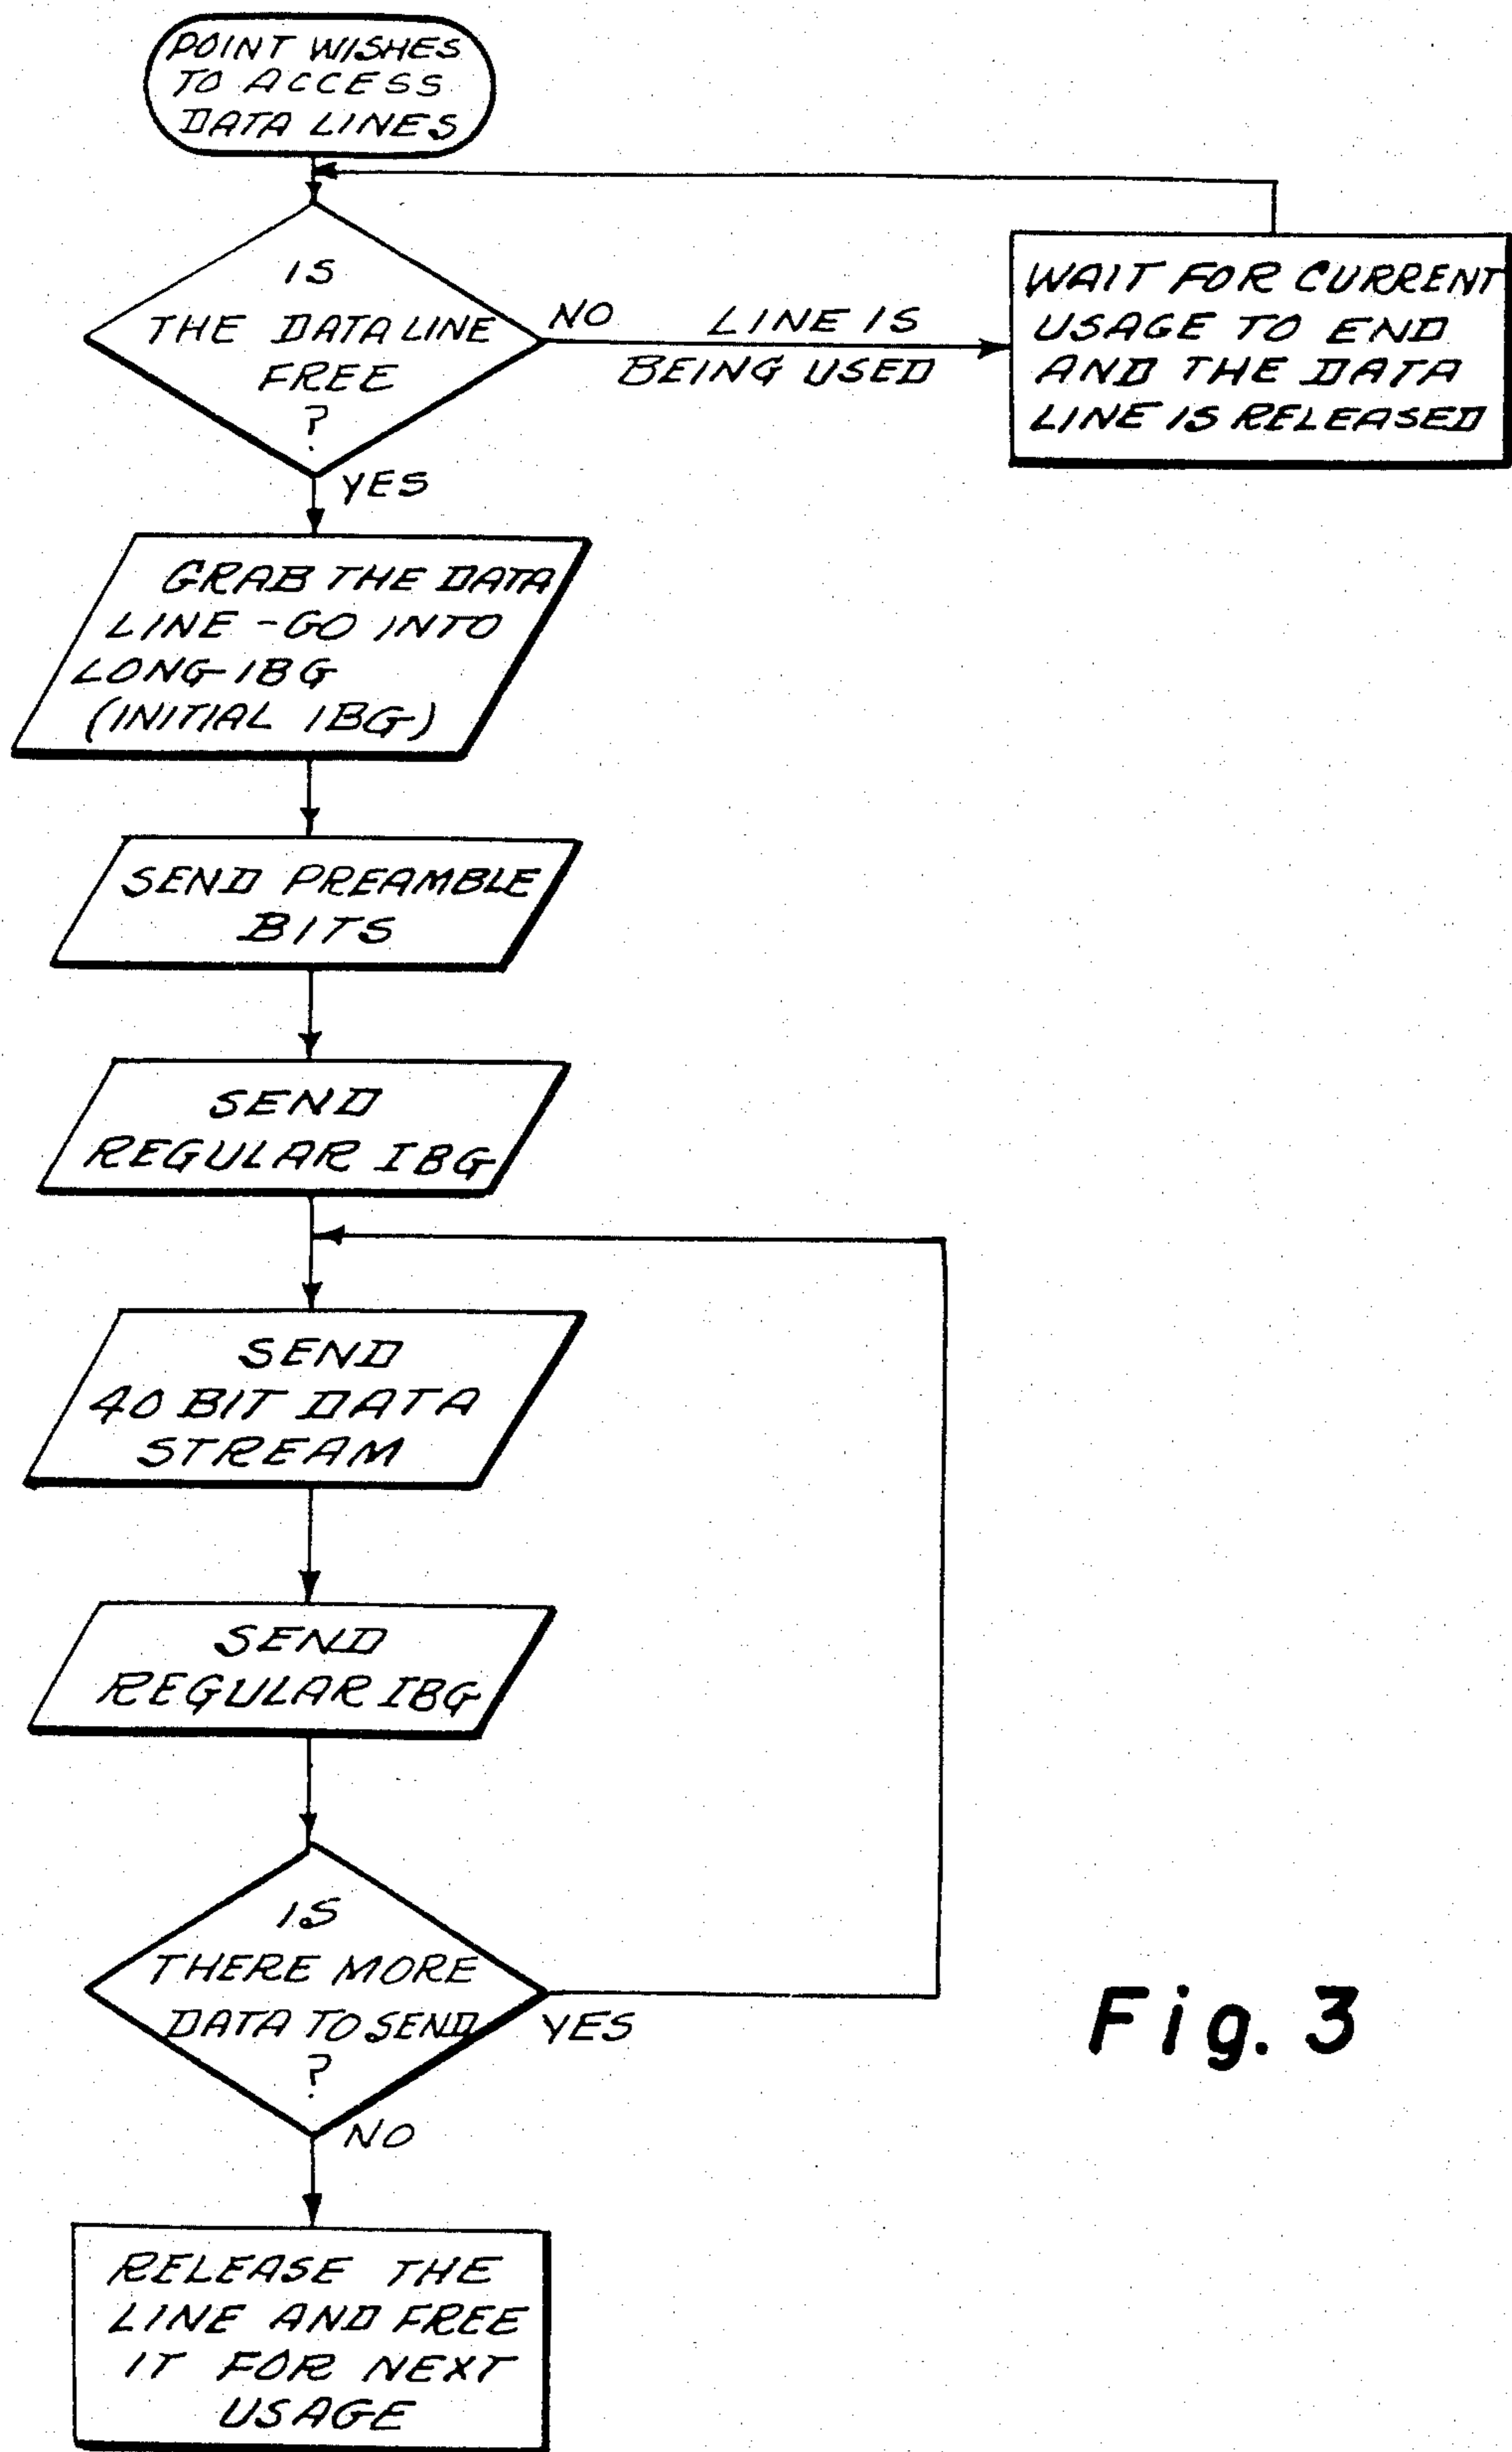 POINT WISHES
TO ACCESS
DATA LINES
IS
THE DATA LINE
FREE
?
NO LINE IS
BEING USED
WAIT FOR CURRENT
USAGE TO END
AND THE DATA
LINE IS RELEASED
YES
GRAB THE DATA
LINE - GO INTO
LONG IBG
(INITIAL IBG)
SEND PREAMBLE
BITS
SEND
REGULAR IBG
SEND
40 BIT DATA
STREAM
SEND
REGULAR IBG
IS
THERE MORE
DATA TO SEND
?
YES
NO
RELEASE THE
LINE AND FREE
IT FOR NEXT
USAGE
Fig. 3